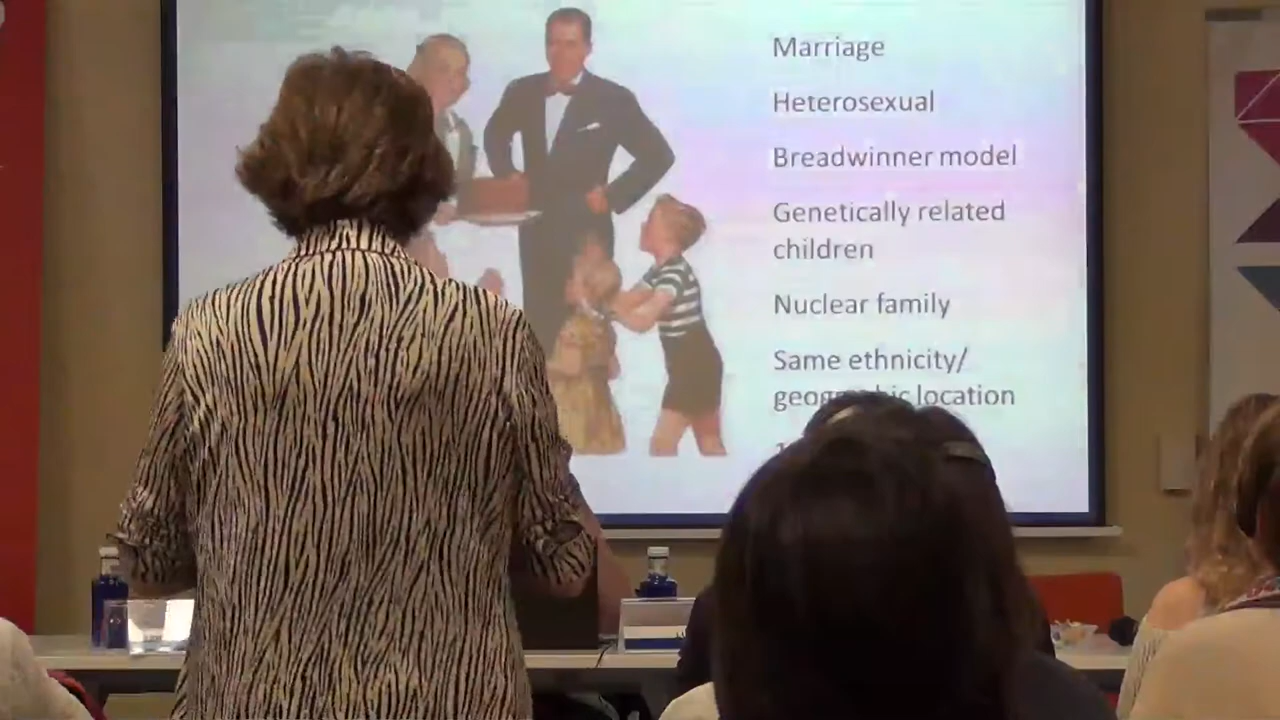 Marriage
Heterosexual
Breadwinner model
Genetically related
children
Nuclear family
Same ethnicity/
location